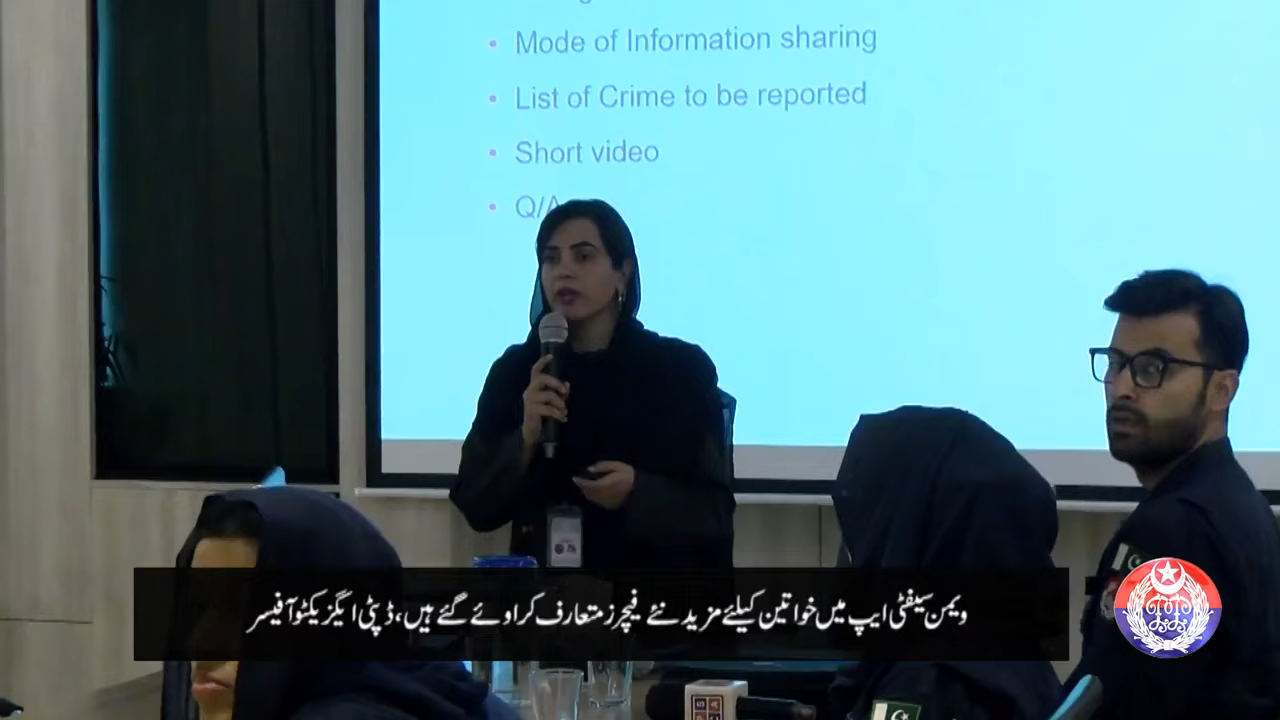 • Mode of Information sharing
• List of Crime to be reported
• Short video
• Q/A
ویمن سیفٹی ایپ میں خواتین کیلئے مزید نئے فیچرز متعارف کراوئے گئے ہیں، ڈپٹی ایگزیکٹو آفیسر